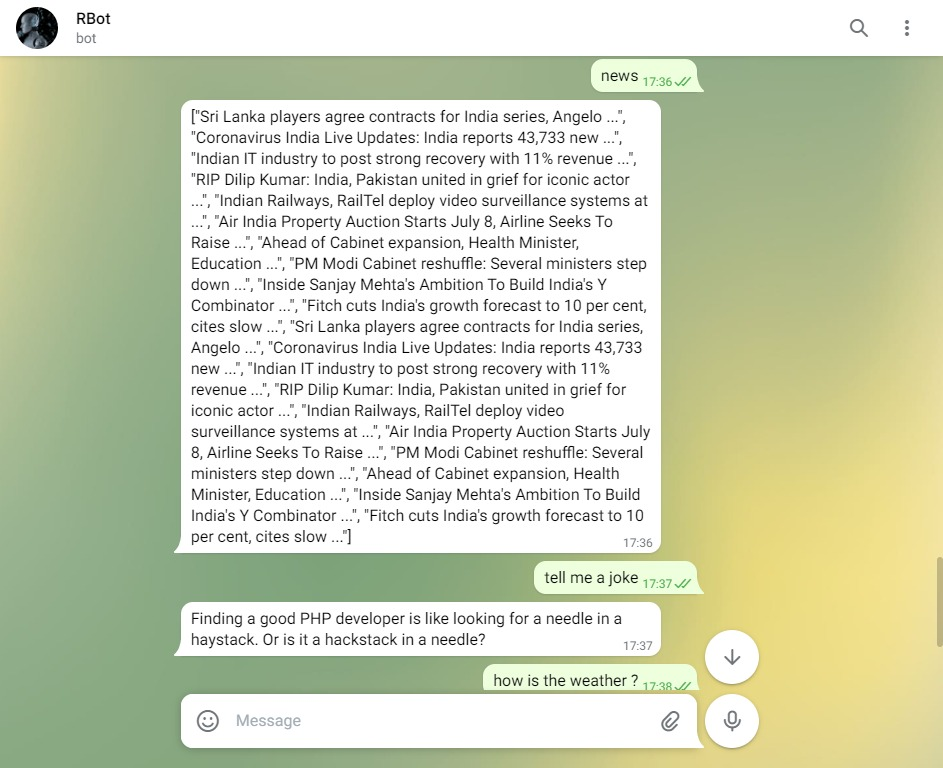 RBot
bot
news 17:36
["Sri Lanka players agree contracts for India series, Angelo ...",
"Coronavirus India Live Updates: India reports 43,733 new ...",
"Indian IT industry to post strong recovery with 11% revenue ...",
"RIP Dilip Kumar: India, Pakistan united in grief for iconic actor
...", "Indian Railways, RailTel deploy video surveillance systems at
...", "Air India Property Auction Starts July 8, Airline Seeks To
Raise ...", "Ahead of Cabinet expansion, Health Minister,
Education ...", "PM Modi Cabinet reshuffle: Several ministers step
down ...", "Inside Sanjay Mehta's Ambition To Build India's Y
Combinator ...", "Fitch cuts India's growth forecast to 10 per cent,
cites slow ...", "Sri Lanka players agree contracts for India series,
Angelo ...", "Coronavirus India Live Updates: India reports 43,733
new ...", "Indian IT industry to post strong recovery with 11%
revenue ...", "RIP Dilip Kumar: India, Pakistan united in grief for
iconic actor ...", "Indian Railways, RailTel deploy video
surveillance systems at ...", "Air India Property Auction Starts July
8, Airline Seeks To Raise ...", "PM Modi Cabinet reshuffle: Several
ministers step down ...", "Ahead of Cabinet expansion, Health
Minister, Education ...", "Inside Sanjay Mehta's Ambition To Build
India's Y Combinator ...", "Fitch cuts India's growth forecast to 10
per cent, cites slow ..."]
17:36
tell me a joke 17:37
Finding a good PHP developer is like looking for a needle in a
haystack. Or is it a hackstack in a needle?
17:37
how is the weather ? 17:38
Message